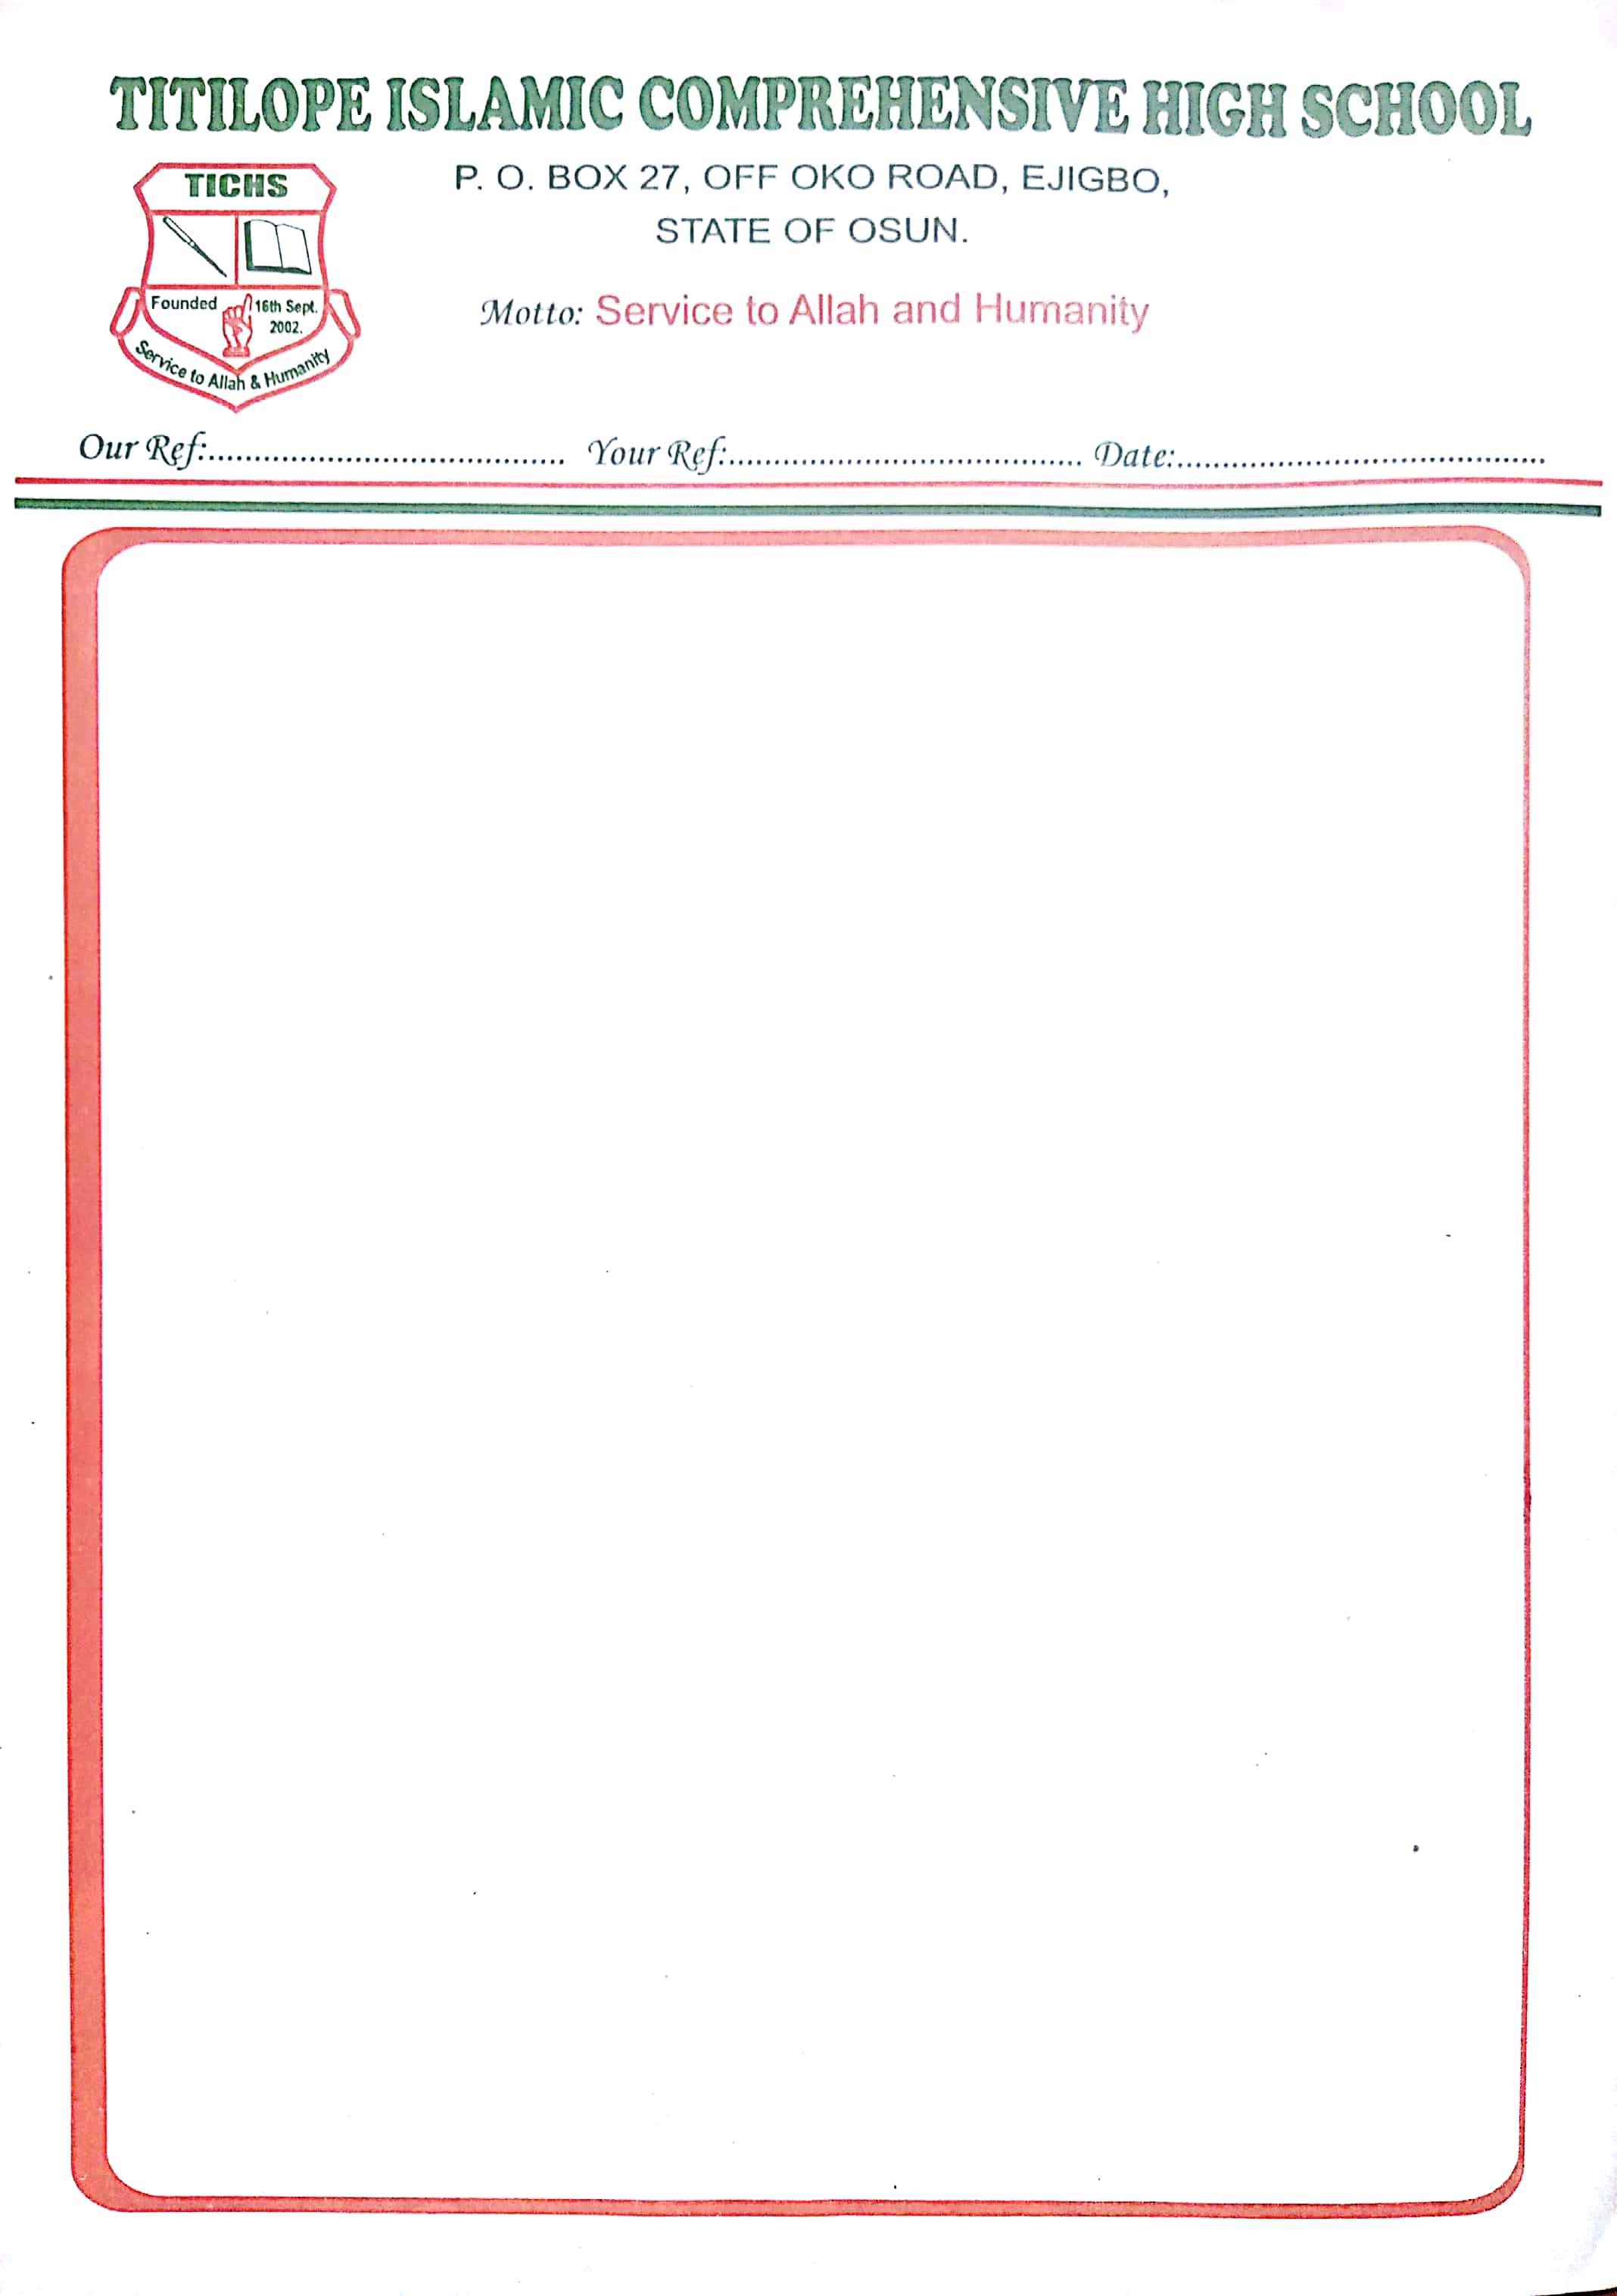 TITILOPE ISLAMIC COMPREHENSIVE HIGH SCHOOL
P. O. BOX 27, OFF OKO ROAD, EJIGBO,
STATE OF OSUN.
Motto: Service to Allah and Humanity
TICHS
Founded 16th Sept.
2002.
Service to Allah & Humanity
Our Ref:....................................... Your Ref:....................................... Date:.......................................